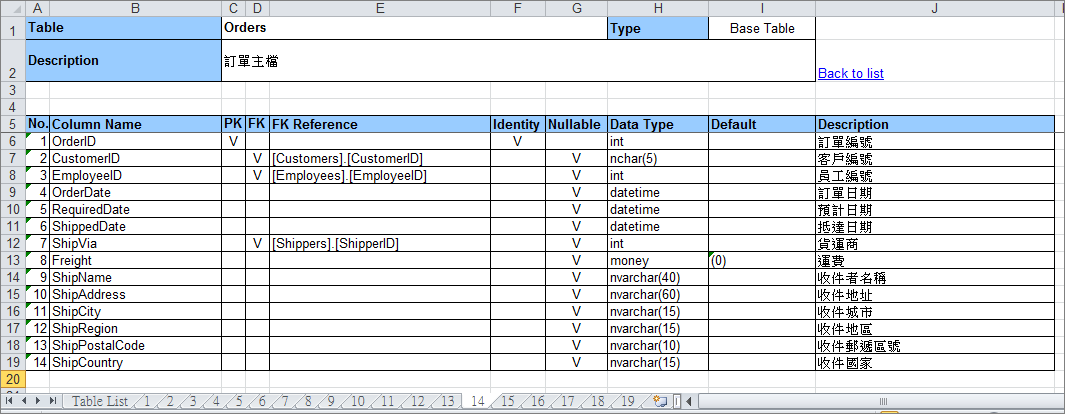 A B C D E F G H I J
1 Table Orders Type Base Table
2 Description 訂單主檔 Back to list
3
4
5 No. Column Name PK FK FK Reference Identity Nullable Data Type Default Description
6 1 OrderID V V int 訂單編號
7 2 CustomerID V [Customers].[CustomerID] V nchar(5) 客戶編號
8 3 EmployeeID V [Employees].[EmployeeID] V int 員工編號
9 4 OrderDate V datetime 訂單日期
10 5 RequiredDate V datetime 預計日期
11 6 ShippedDate V datetime 抵達日期
12 7 ShipVia V [Shippers].[ShipperID] V int 貨運商
13 8 Freight V money (0) 運費
14 9 ShipName V nvarchar(40) 收件者名稱
15 10 ShipAddress V nvarchar(60) 收件地址
16 11 ShipCity V nvarchar(15) 收件城市
17 12 ShipRegion V nvarchar(15) 收件地區
18 13 ShipPostalCode V nvarchar(10) 收件郵遞區號
19 14 ShipCountry V nvarchar(15) 收件國家
20
Table List 1 2 3 4 5 6 7 8 9 10 11 12 13 14 15 16 17 18 19